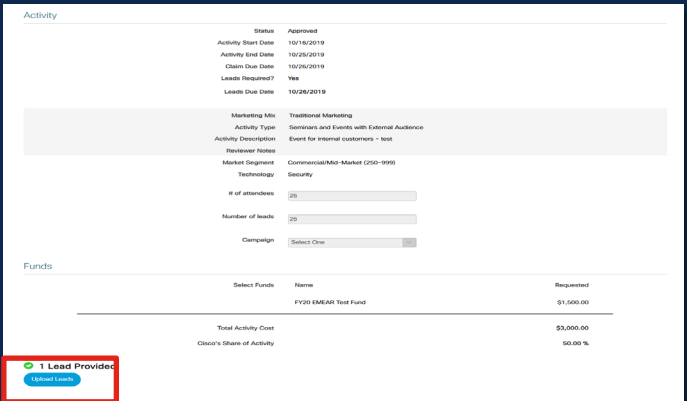 Activity
Status Approved
Activity Start Date 10/16/2019
Activity End Date 10/25/2019
Claim Due Date 10/26/2019
Leads Required? Yes
Leads Due Date 10/26/2019
Marketing Mix Traditional Marketing
Activity Type Seminars and Events with External Audience
Activity Description Event for internal customers - test
Reviewer Notes
Market Segment Commercial/Mid-Market (250-999)
Technology Security
# of attendees 25
Number of leads 25
Campaign Select One
Funds
Select Funds Name Requested
FY20 EMEAR Test Fund $1,500.00
Total Activity Cost $3,000.00
Cisco's Share of Activity 50.00 %
1 Lead Provided
Upload Leads